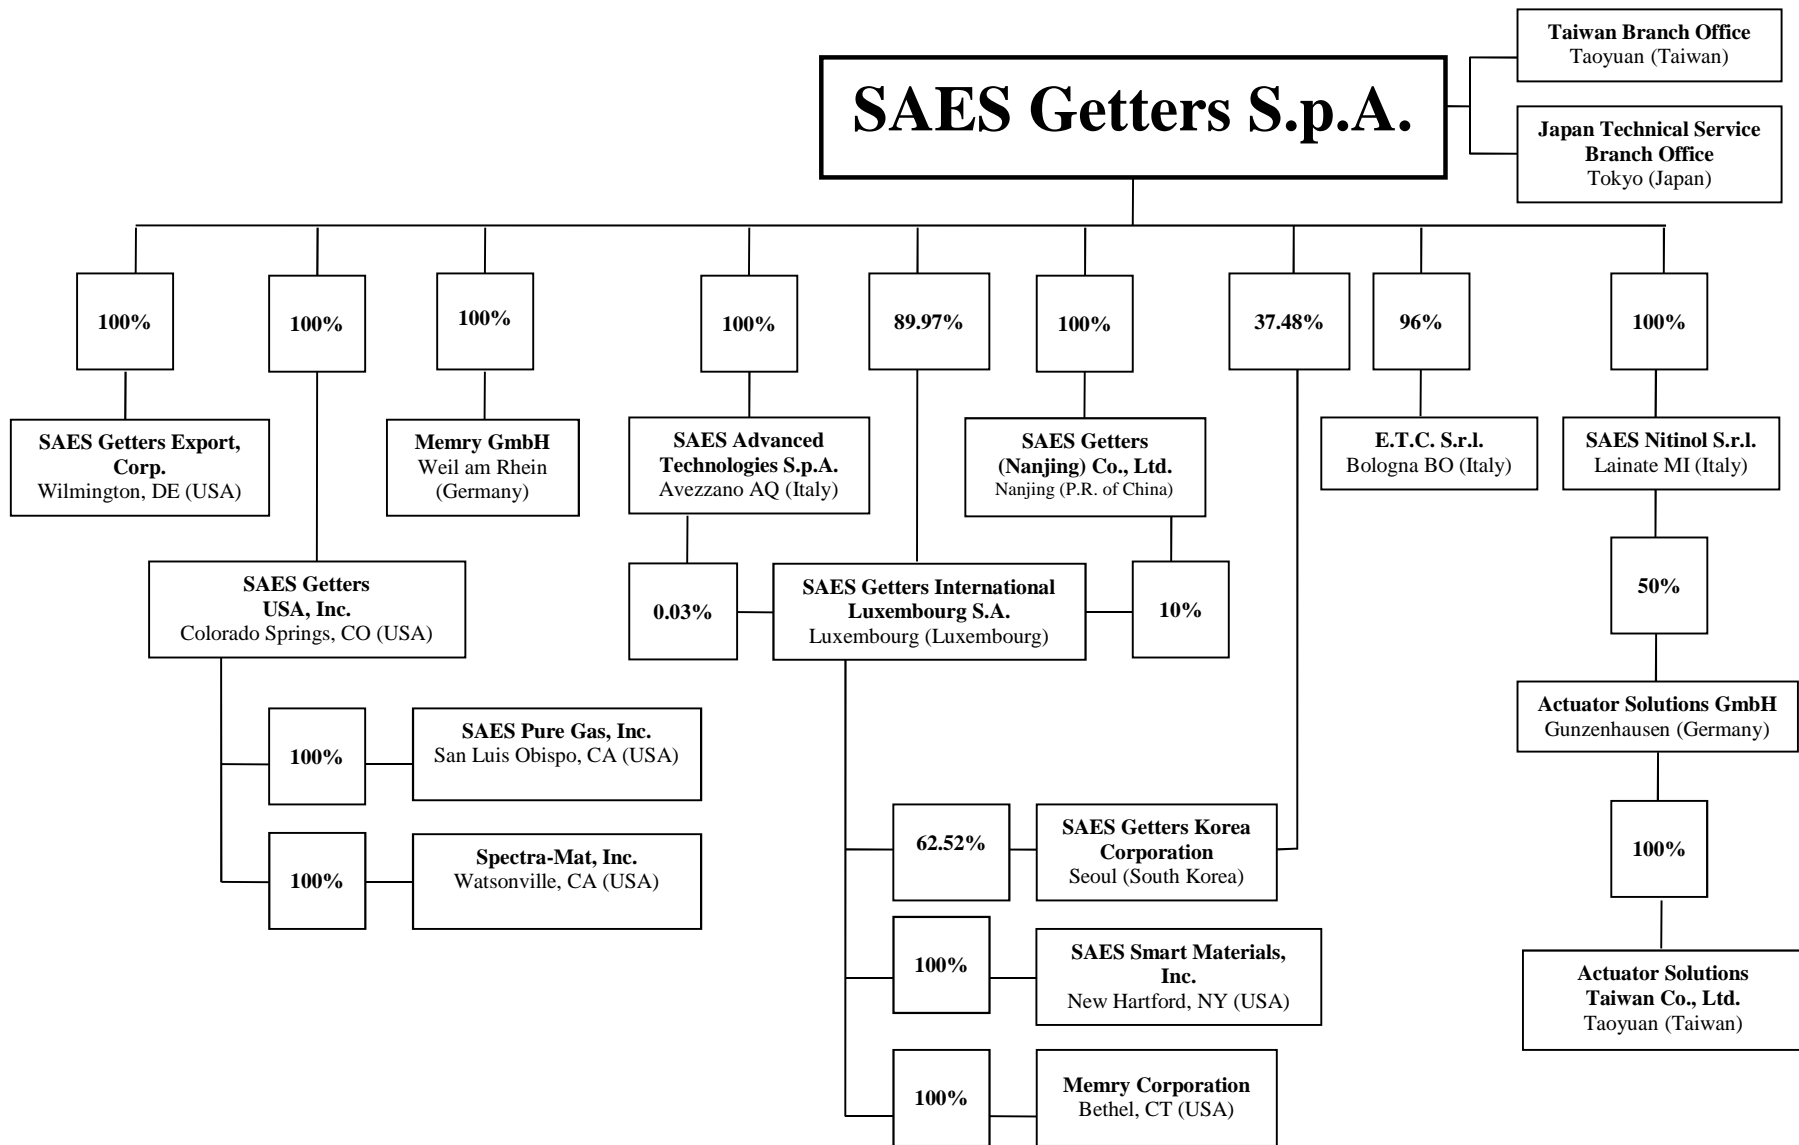 Taiwan Branch Office
Taoyuan (Taiwan)
SAES Getters S.p.A.
Japan Technical Service
Branch Office
Tokyo (Japan)
100%
100%
100%
100%
89.97%
100%
37.48%
96%
100%
SAES Getters Export,
Corp.
Wilmington, DE (USA)
Memry GmbH
Weil am Rhein
(Germany)
SAES Advanced
Technologies S.p.A.
Avezzano AQ (Italy)
SAES Getters
(Nanjing) Co., Ltd.
Nanjing (P.R. of China)
E.T.C. S.r.l.
Bologna BO (Italy)
SAES Nitinol S.r.l.
Lainate MI (Italy)
SAES Getters
USA, Inc.
Colorado Springs, CO (USA)
0.03%
SAES Getters International
Luxembourg S.A.
Luxembourg (Luxembourg)
10%
50%
100%
SAES Pure Gas, Inc.
San Luis Obispo, CA (USA)
Actuator Solutions GmbH
Gunzenhausen (Germany)
100%
Spectra-Mat, Inc.
Watsonville, CA (USA)
62.52%
SAES Getters Korea
Corporation
Seoul (South Korea)
100%
100%
SAES Smart Materials,
Inc.
New Hartford, NY (USA)
Actuator Solutions
Taiwan Co., Ltd.
Taoyuan (Taiwan)
100%
Memry Corporation
Bethel, CT (USA)